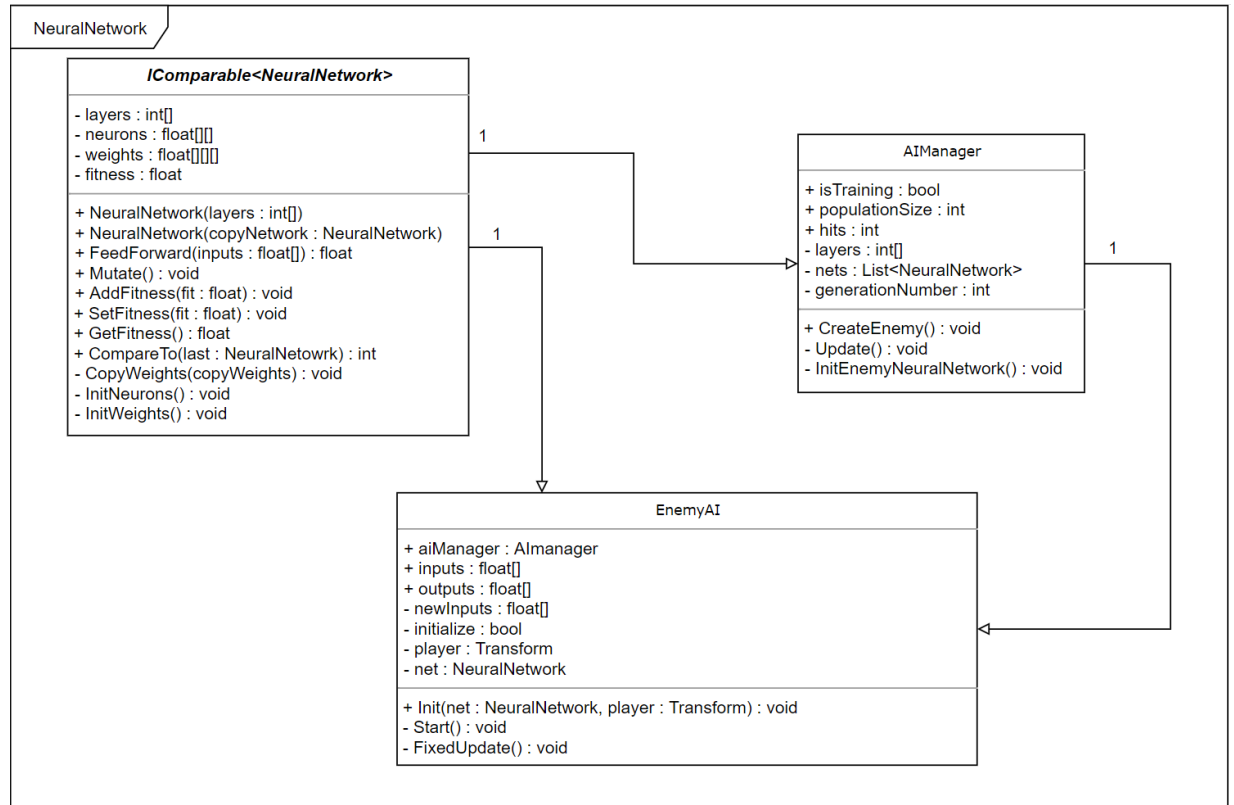 NeuralNetwork
IComparable<NeuralNetwork>
- layers : int[]
- neurons : float[][]
- weights : float[][][]
- fitness : float
+ NeuralNetwork(layers : int[])
+ NeuralNetwork(copyNetwork : NeuralNetwork)
+ FeedForward(inputs : float[]) : float
+ Mutate() : void
+ AddFitness(fit : float) : void
+ SetFitness(fit : float) : void
+ GetFitness() : float
+ CompareTo(last : NeuralNetowrk) : int
- CopyWeights(copyWeights) : void
- InitNeurons() : void
- InitWeights() : void
1
1
AIManager
+ isTraining : bool
+ populationSize : int
+ hits : int
- layers : int[]
- nets : List<NeuralNetwork>
- generationNumber : int
+ CreateEnemy() : void
- Update() : void
- InitEnemyNeuralNetwork() : void
1
EnemyAI
+ aiManager : AImanager
+ inputs : float[]
+ outputs : float[]
- newInputs : float[]
- initialize : bool
- player : Transform
- net : NeuralNetwork
+ Init(net : NeuralNetwork, player : Transform) : void
- Start() : void
- FixedUpdate() : void